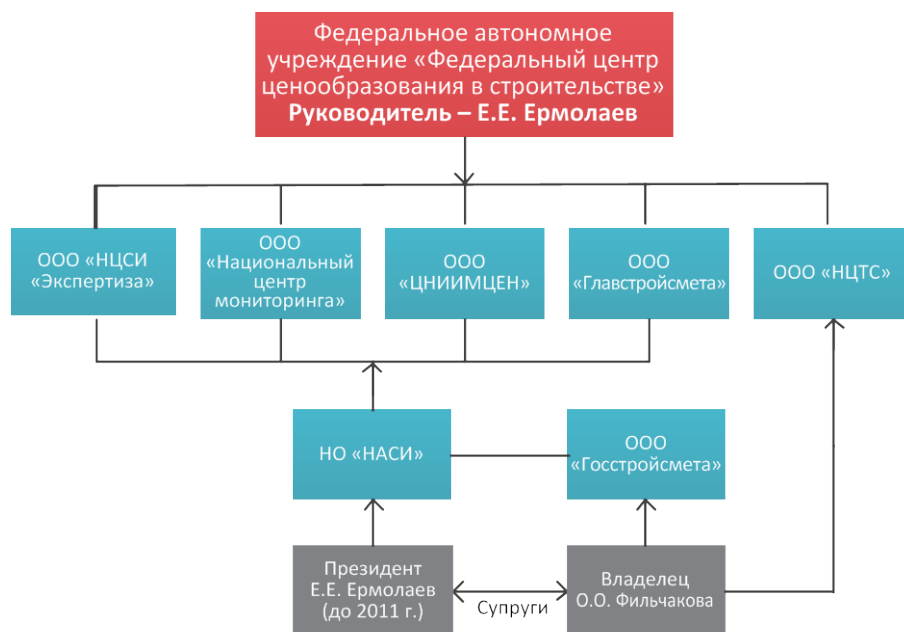 Федеральное автономное
учреждение «Федеральный центр
ценообразования в строительстве»
Руководитель – Е.Е. Ермолаев
ООО «НЦСИ
«Экспертиза»
ООО
«Национальный
центр
мониторинга»
ООО
«ЦНИИМЦЕН»
ООО
«Главстройсмета»
ООО «НЦТС»
НО «НАСИ»
ООО
«Госстройсмета»
Президент
Е.Е. Ермолаев
(до 2011 г.)
Супруги
Владелец
О.О. Фильчакова